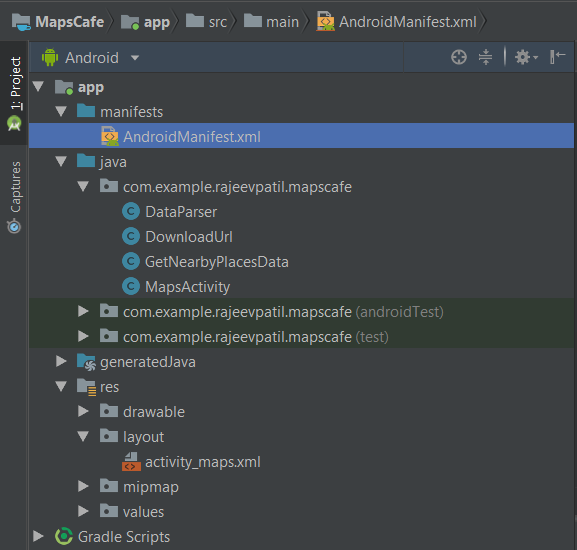 MapsCafe app src main AndroidManifest.xml
Android
1: Project
Captures
app
manifests
AndroidManifest.xml
java
com.example.rajeevpatil.mapscafe
DataParser
DownloadUrl
GetNearbyPlacesData
MapsActivity
com.example.rajeevpatil.mapscafe (androidTest)
com.example.rajeevpatil.mapscafe (test)
generatedJava
res
drawable
layout
activity_maps.xml
mipmap
values
Gradle Scripts